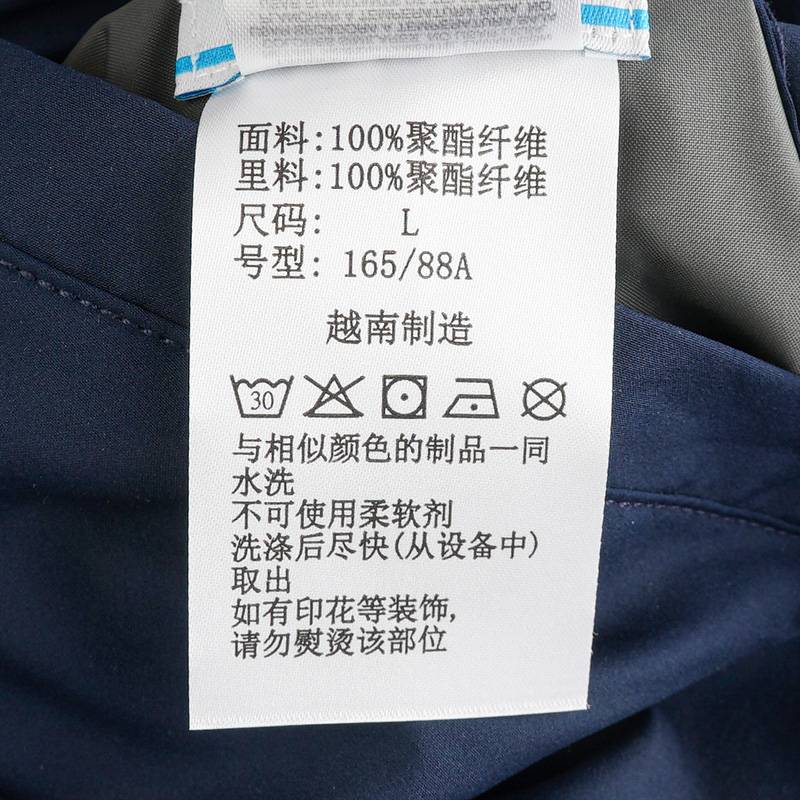 面料:100%聚酯纤维
里料:100%聚酯纤维
尺码: L
号型: 165/88A
越南制造
30
与相似颜色的制品一同
水洗
不可使用柔软剂
洗涤后尽快(从设备中)
取出
如有印花等装饰,
请勿熨烫该部位